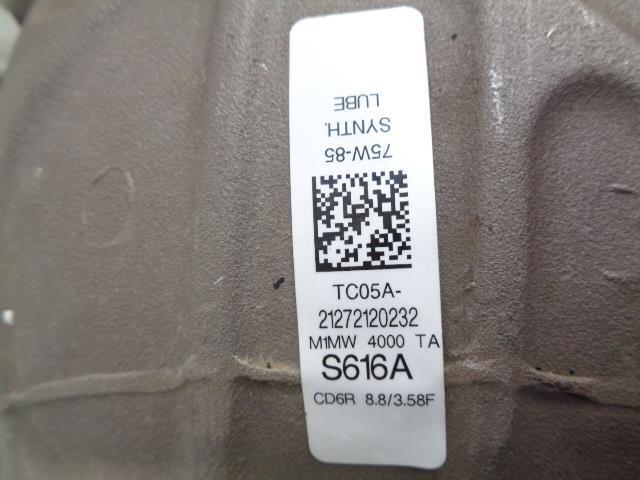 75W-85
SYNTH.
LUBE
TC05A-
21272120232
M1MW 4000 TA
S616A
CD6R 8.8/3.58F